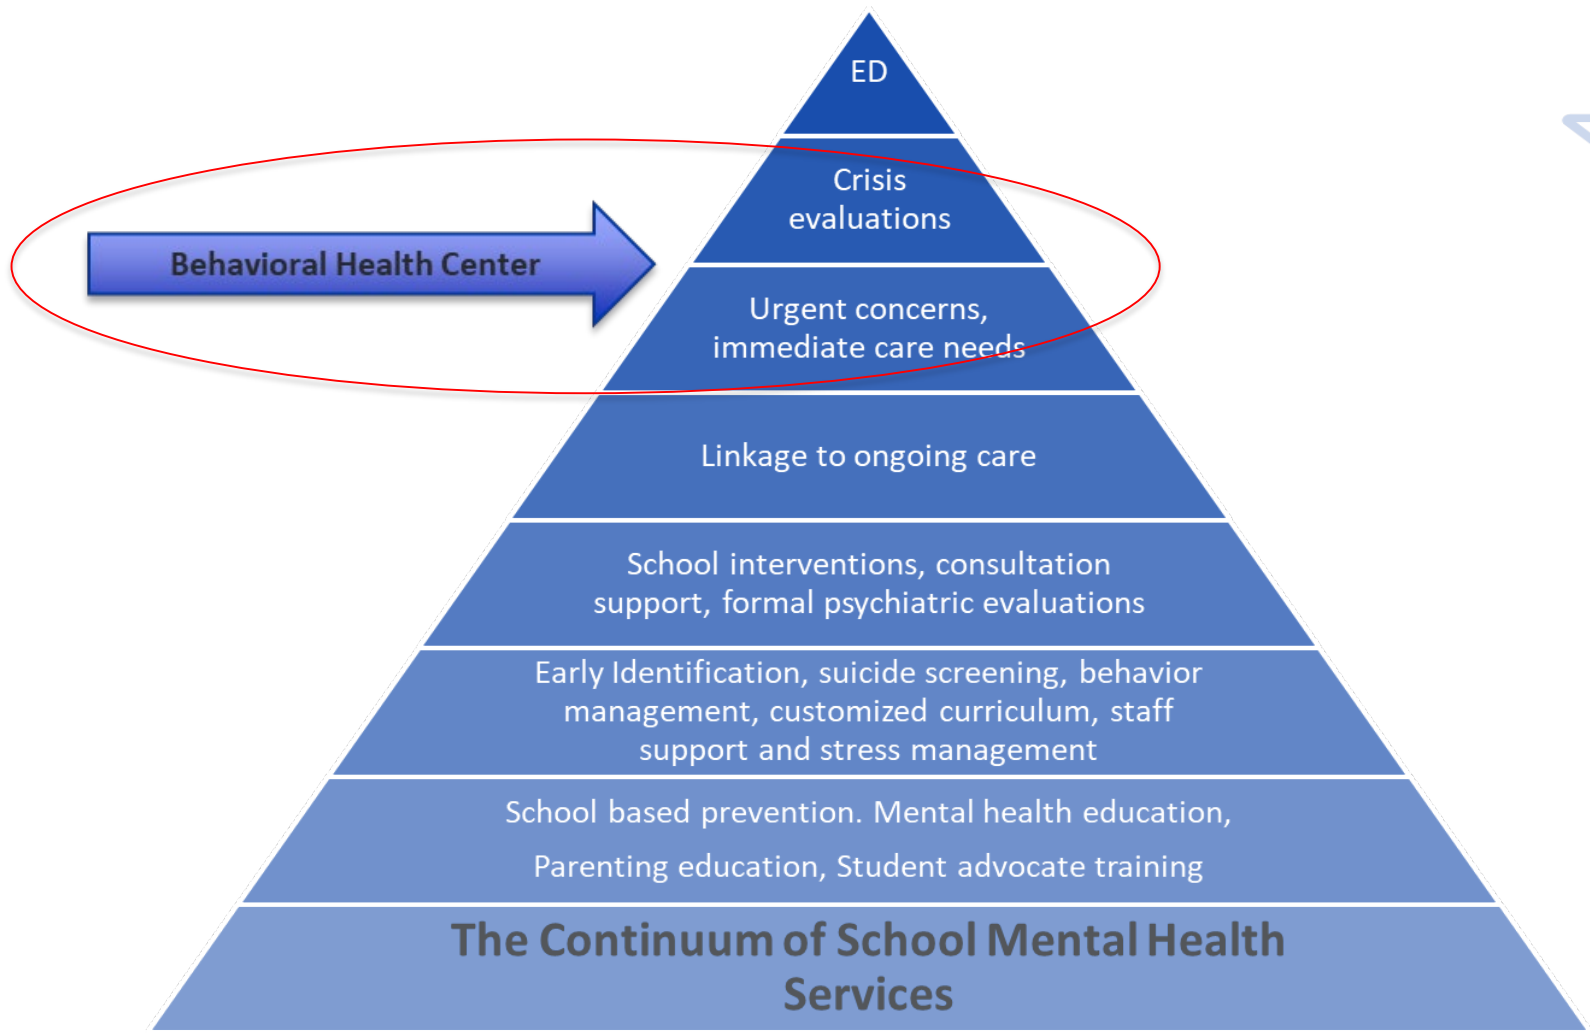 ED
Crisis
evaluations
Behavioral Health Center
Urgent concerns,
immediate care needs
Linkage to ongoing care
School interventions, consultation
support, formal psychiatric evaluations
Early Identification, suicide screening, behavior
management, customized curriculum, staff
support and stress management
School based prevention. Mental health education,
Parenting education, Student advocate training
The Continuum of School Mental Health
Services